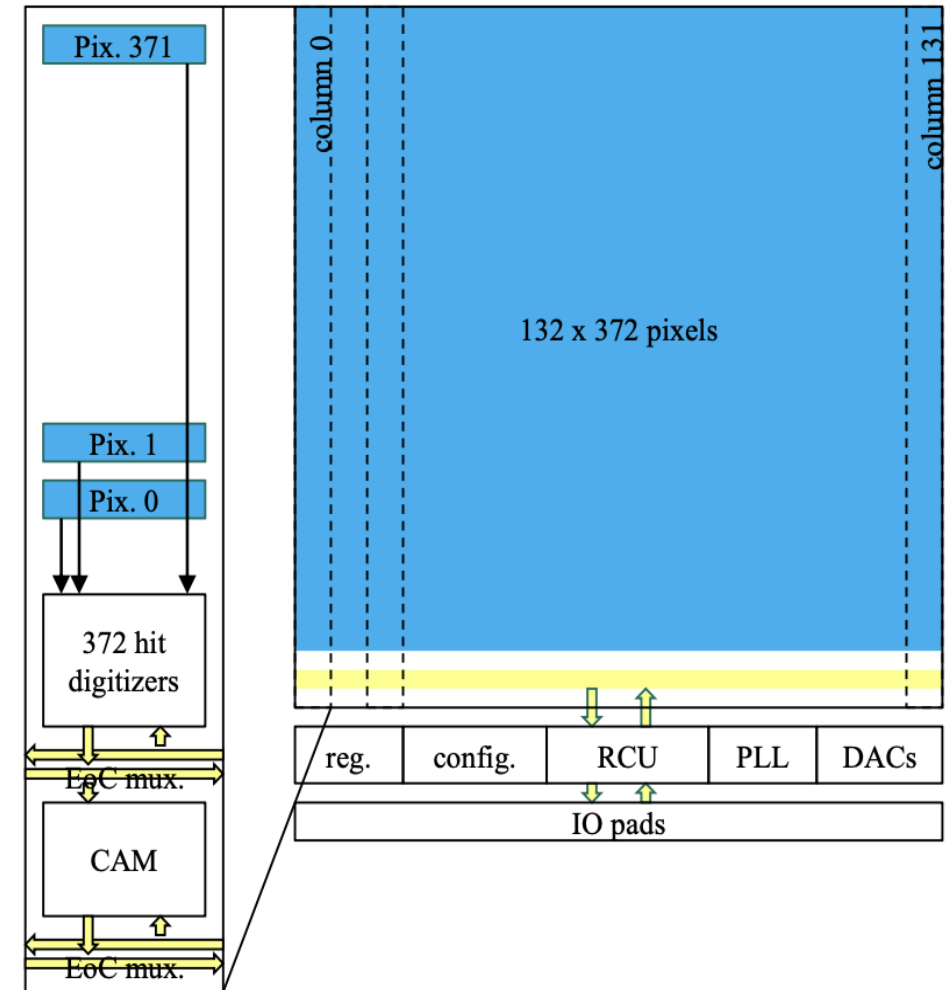 Pix. 371
Pix. 1
Pix. 0
372 hit
digitizers
EoC mux.
CAM
EoC mux.
column 0
column 131
132 x 372 pixels
reg.
config.
RCU
PLL
DACs
IO pads